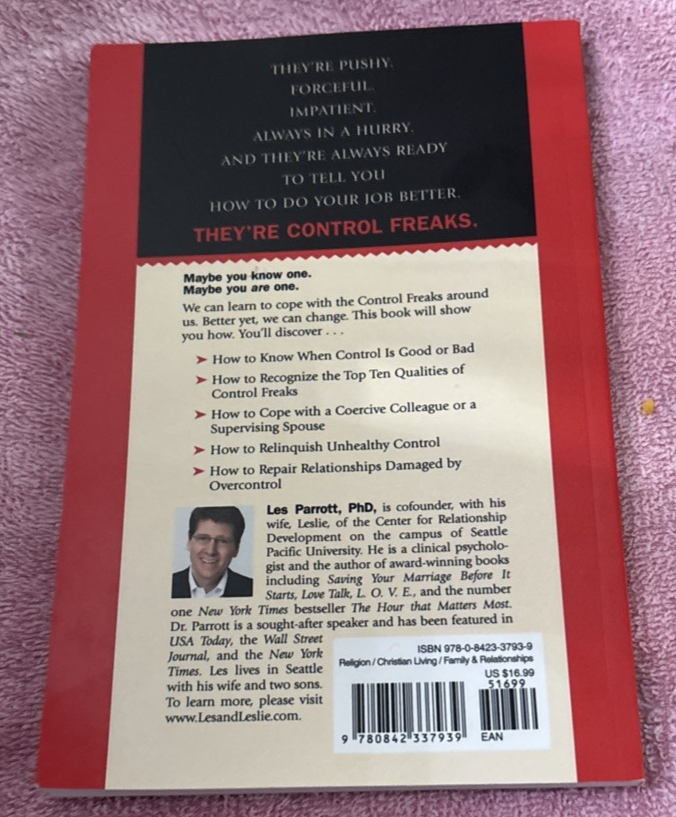 THEY'RE PUSHY.
FORCEFUL.
IMPATIENT.
ALWAYS IN A HURRY.
AND THEY'RE ALWAYS READY
TO TELL YOU
HOW TO DO YOUR JOB BETTER.
THEY'RE CONTROL FREAKS.
Maybe you know one.
Maybe you are one.
We can learn to cope with the Control Freaks around
us. Better yet, we can change. This book will show
you how. You'll discover . . .
➤ How to Know When Control Is Good or Bad
➤ How to Recognize the Top Ten Qualities of
Control Freaks
➤ How to Cope with a Coercive Colleague or a
Supervising Spouse
➤ How to Relinquish Unhealthy Control
➤ How to Repair Relationships Damaged by
Overcontrol
Les Parrott, PhD, is cofounder, with his
wife, Leslie, of the Center for Relationship
Development on the campus of Seattle
Pacific University. He is a clinical psycholo-
gist and the author of award-winning books
including Saving Your Marriage Before It
Starts, Love Talk, L. O. V. E., and the number
one New York Times bestseller The Hour that Matters Most.
Dr. Parrott is a sought-after speaker and has been featured in
USA Today, the Wall Street
Journal, and the New York
Times. Les lives in Seattle
with his wife and two sons.
To learn more, please visit
www.LesandLeslie.com.
ISBN 978-0-8423-3793-9
Religion / Christian Living / Family & Relationships
US $16.99
51699
9 780842 337939
EAN